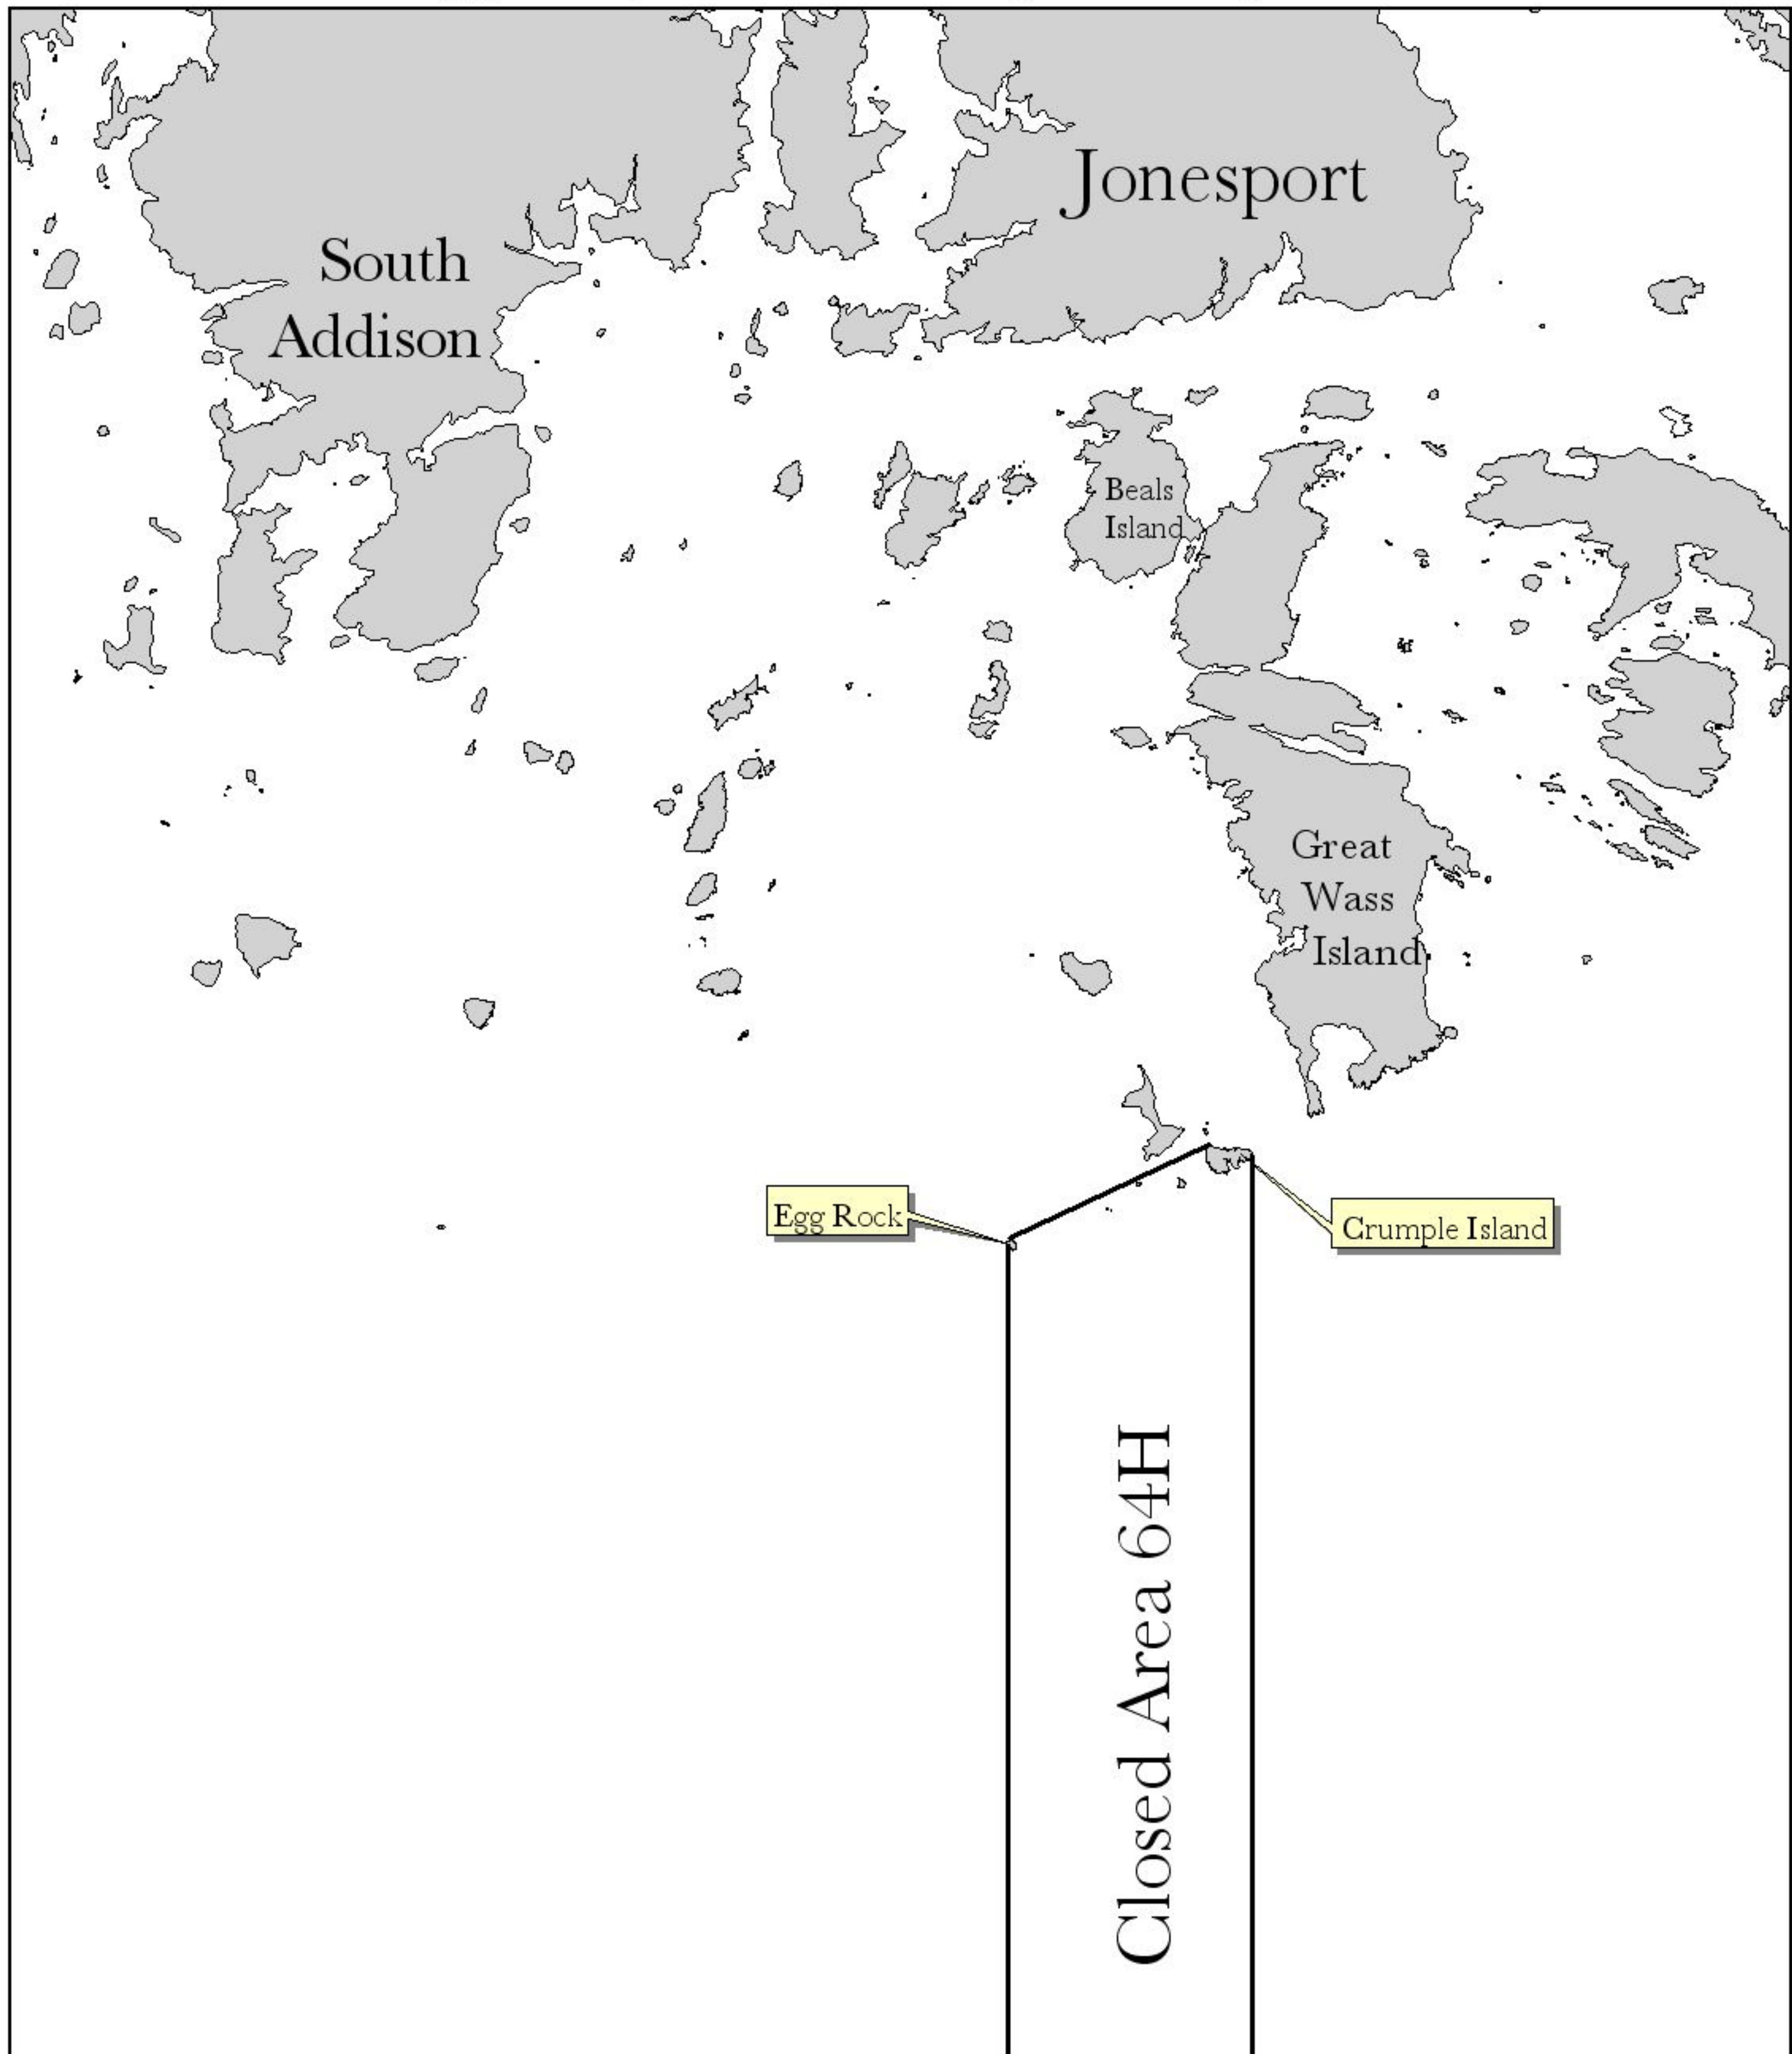 Jonesport
South
Addison
Beals
Island
Great
Wass
Island
Egg Rock
Crumple Island
Closed Area 64H